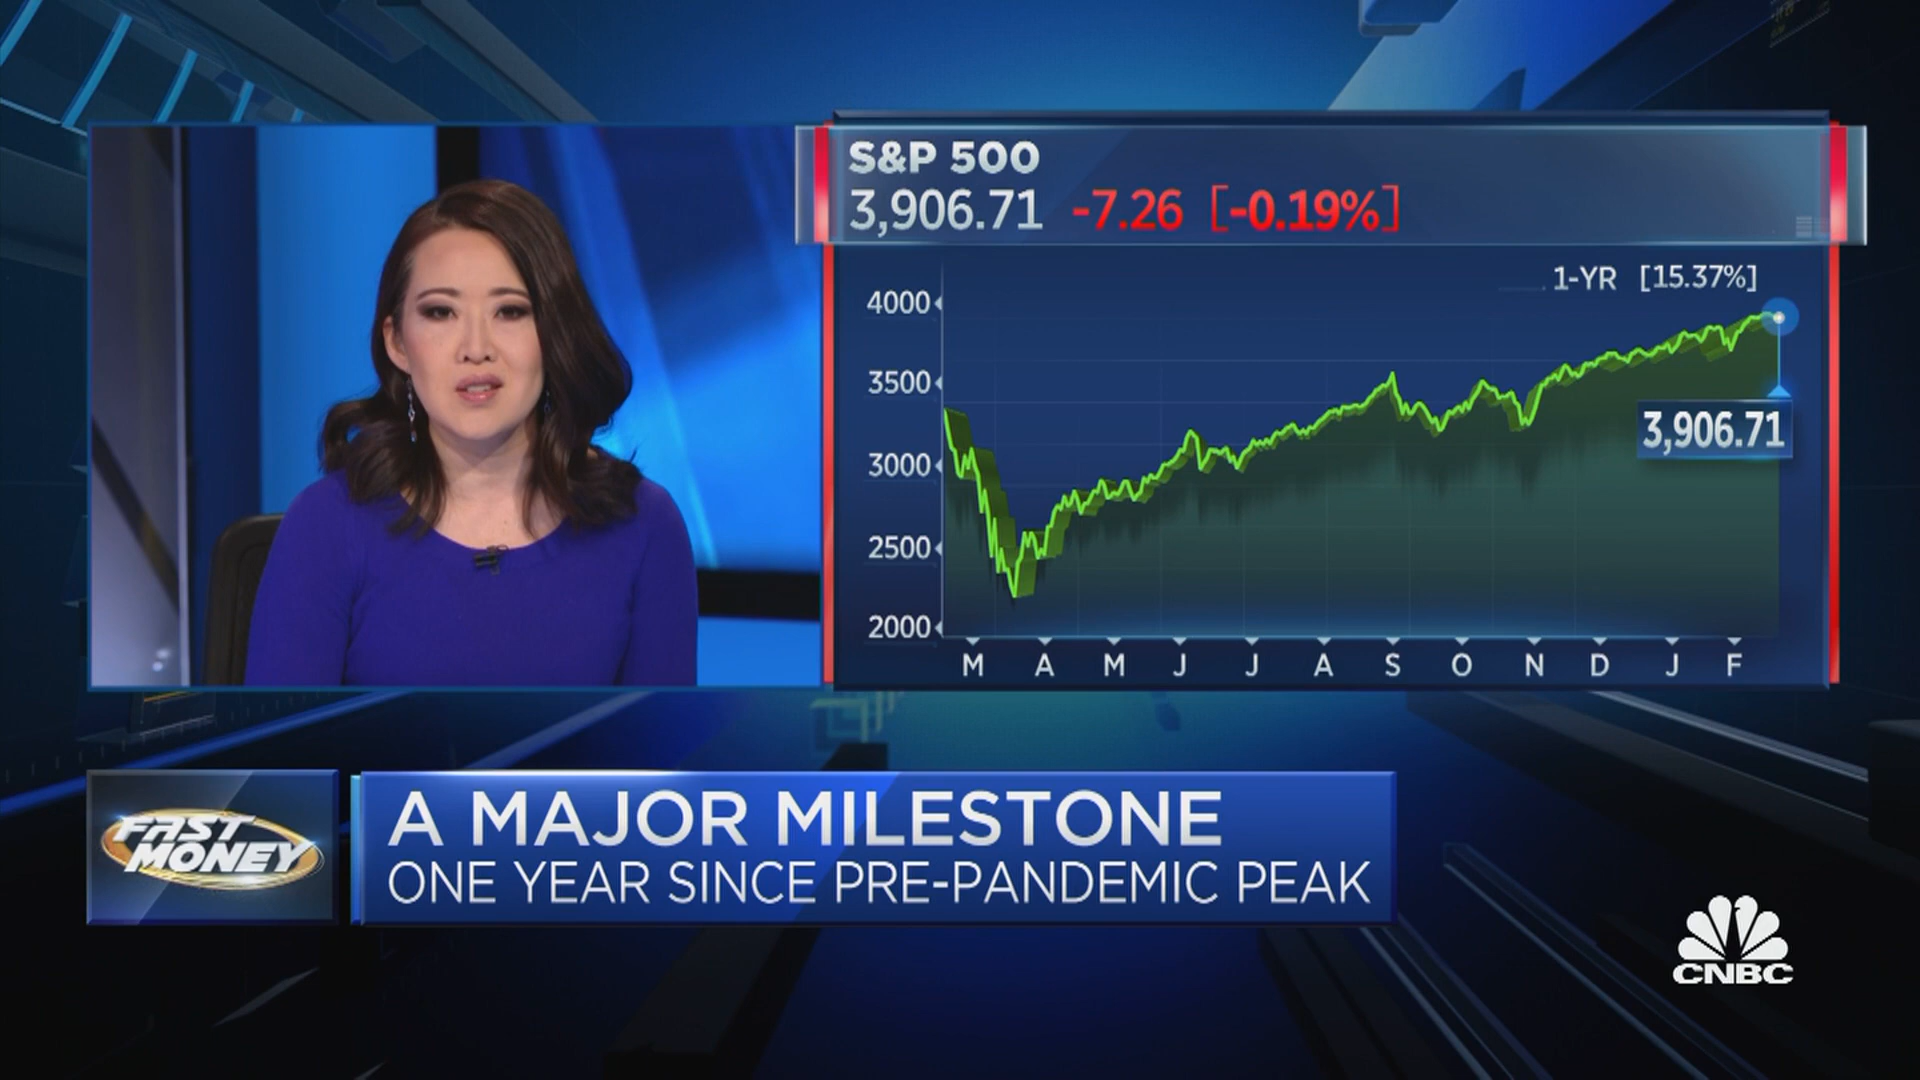 S&P 500
3,906.71 -7.26 [-0.19%]
1-YR [15.37%]
4000
3500
3000
2500
2000
3,906.71
M A M J J A S O N D J F
FAST
MONEY
A MAJOR MILESTONE
ONE YEAR SINCE PRE-PANDEMIC PEAK
CNBC